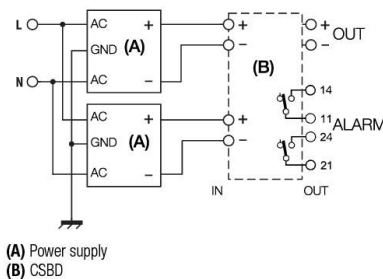 L
AC
+
GND
(A)
N
AC
−
AC
+
GND
(A)
AC
−
+
−
(B)
+
−
IN
+
−
OUT
14
11
ALARM
24
21
OUT
(A) Power supply
(B) CSBD